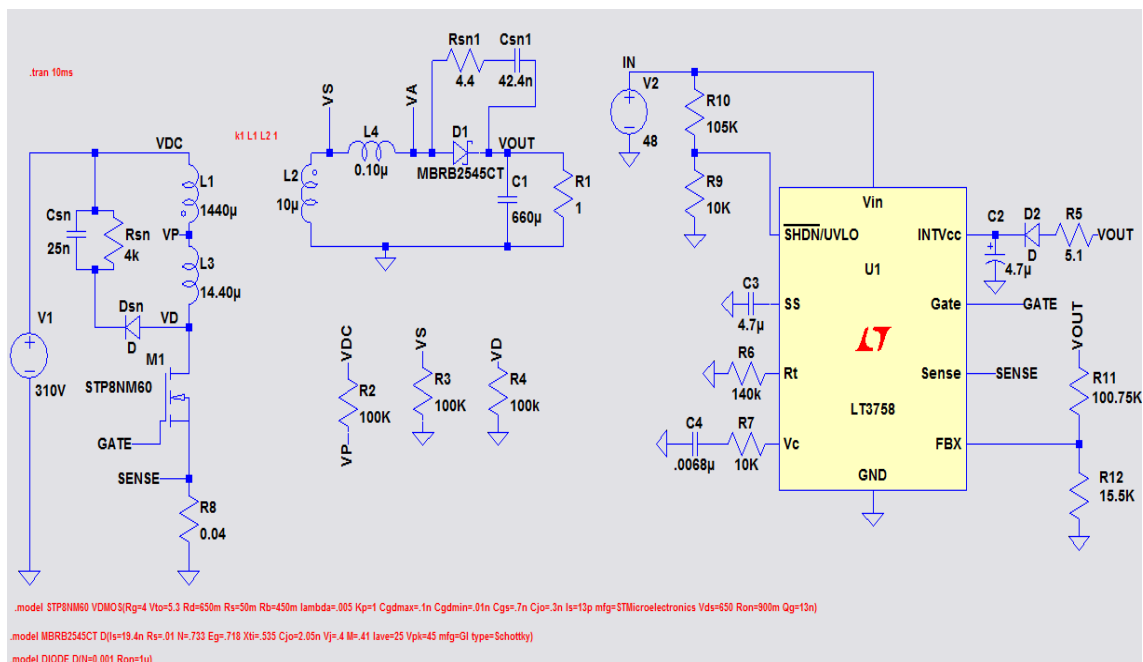 .tran 10ms
k1 L1 L2 1
VDC
L1
1440µ
Csn
25n
Rsn
4k
VP
L3
14.40µ
Dsn
D
VD
V1
310V
M1
STP8NM60
GATE
SENSE
R8
0.04
VS
VA
Rsn1
4.4
Csn1
42.4n
L4
0.10µ
D1
MBRB2545CT
VOUT
L2
10µ
C1
660µ
R1
1
VDC
R2
100K
VP
VS
R3
100K
VD
R4
100k
IN
V2
48
R10
105K
R9
10K
C3
4.7µ
R6
140k
C4
.0068µ
R7
10K
Vin
SHDN/UVLO
INTVcc
U1
SS
Gate
Rt
Sense
LT3758
Vc
FBX
GND
C2
4.7µ
D2
D
R5
5.1
VOUT
GATE
SENSE
VOUT
R11
100.75K
R12
15.5K
.model STP8NM60 VDMOS(Rg=4 Vto=5.3 Rd=650m Rs=50m Rb=450m lambda=.005 Kp=1 Cgdmax=.1n Cgdmin=.01n Cgs=.7n Cjo=.3n Is=13p mfg=STMicroelectronics Vds=650 Ron=900m Qg=13n)
.model MBRB2545CT D(Is=19.4n Rs=.01 N=.733 Eg=.718 Xti=.535 Cjo=2.05n Vj=.4 M=.41 Iave=25 Vpk=45 mfg=GI type=Schottky)
.model DIODE D(N=0.001 Ron=1u)